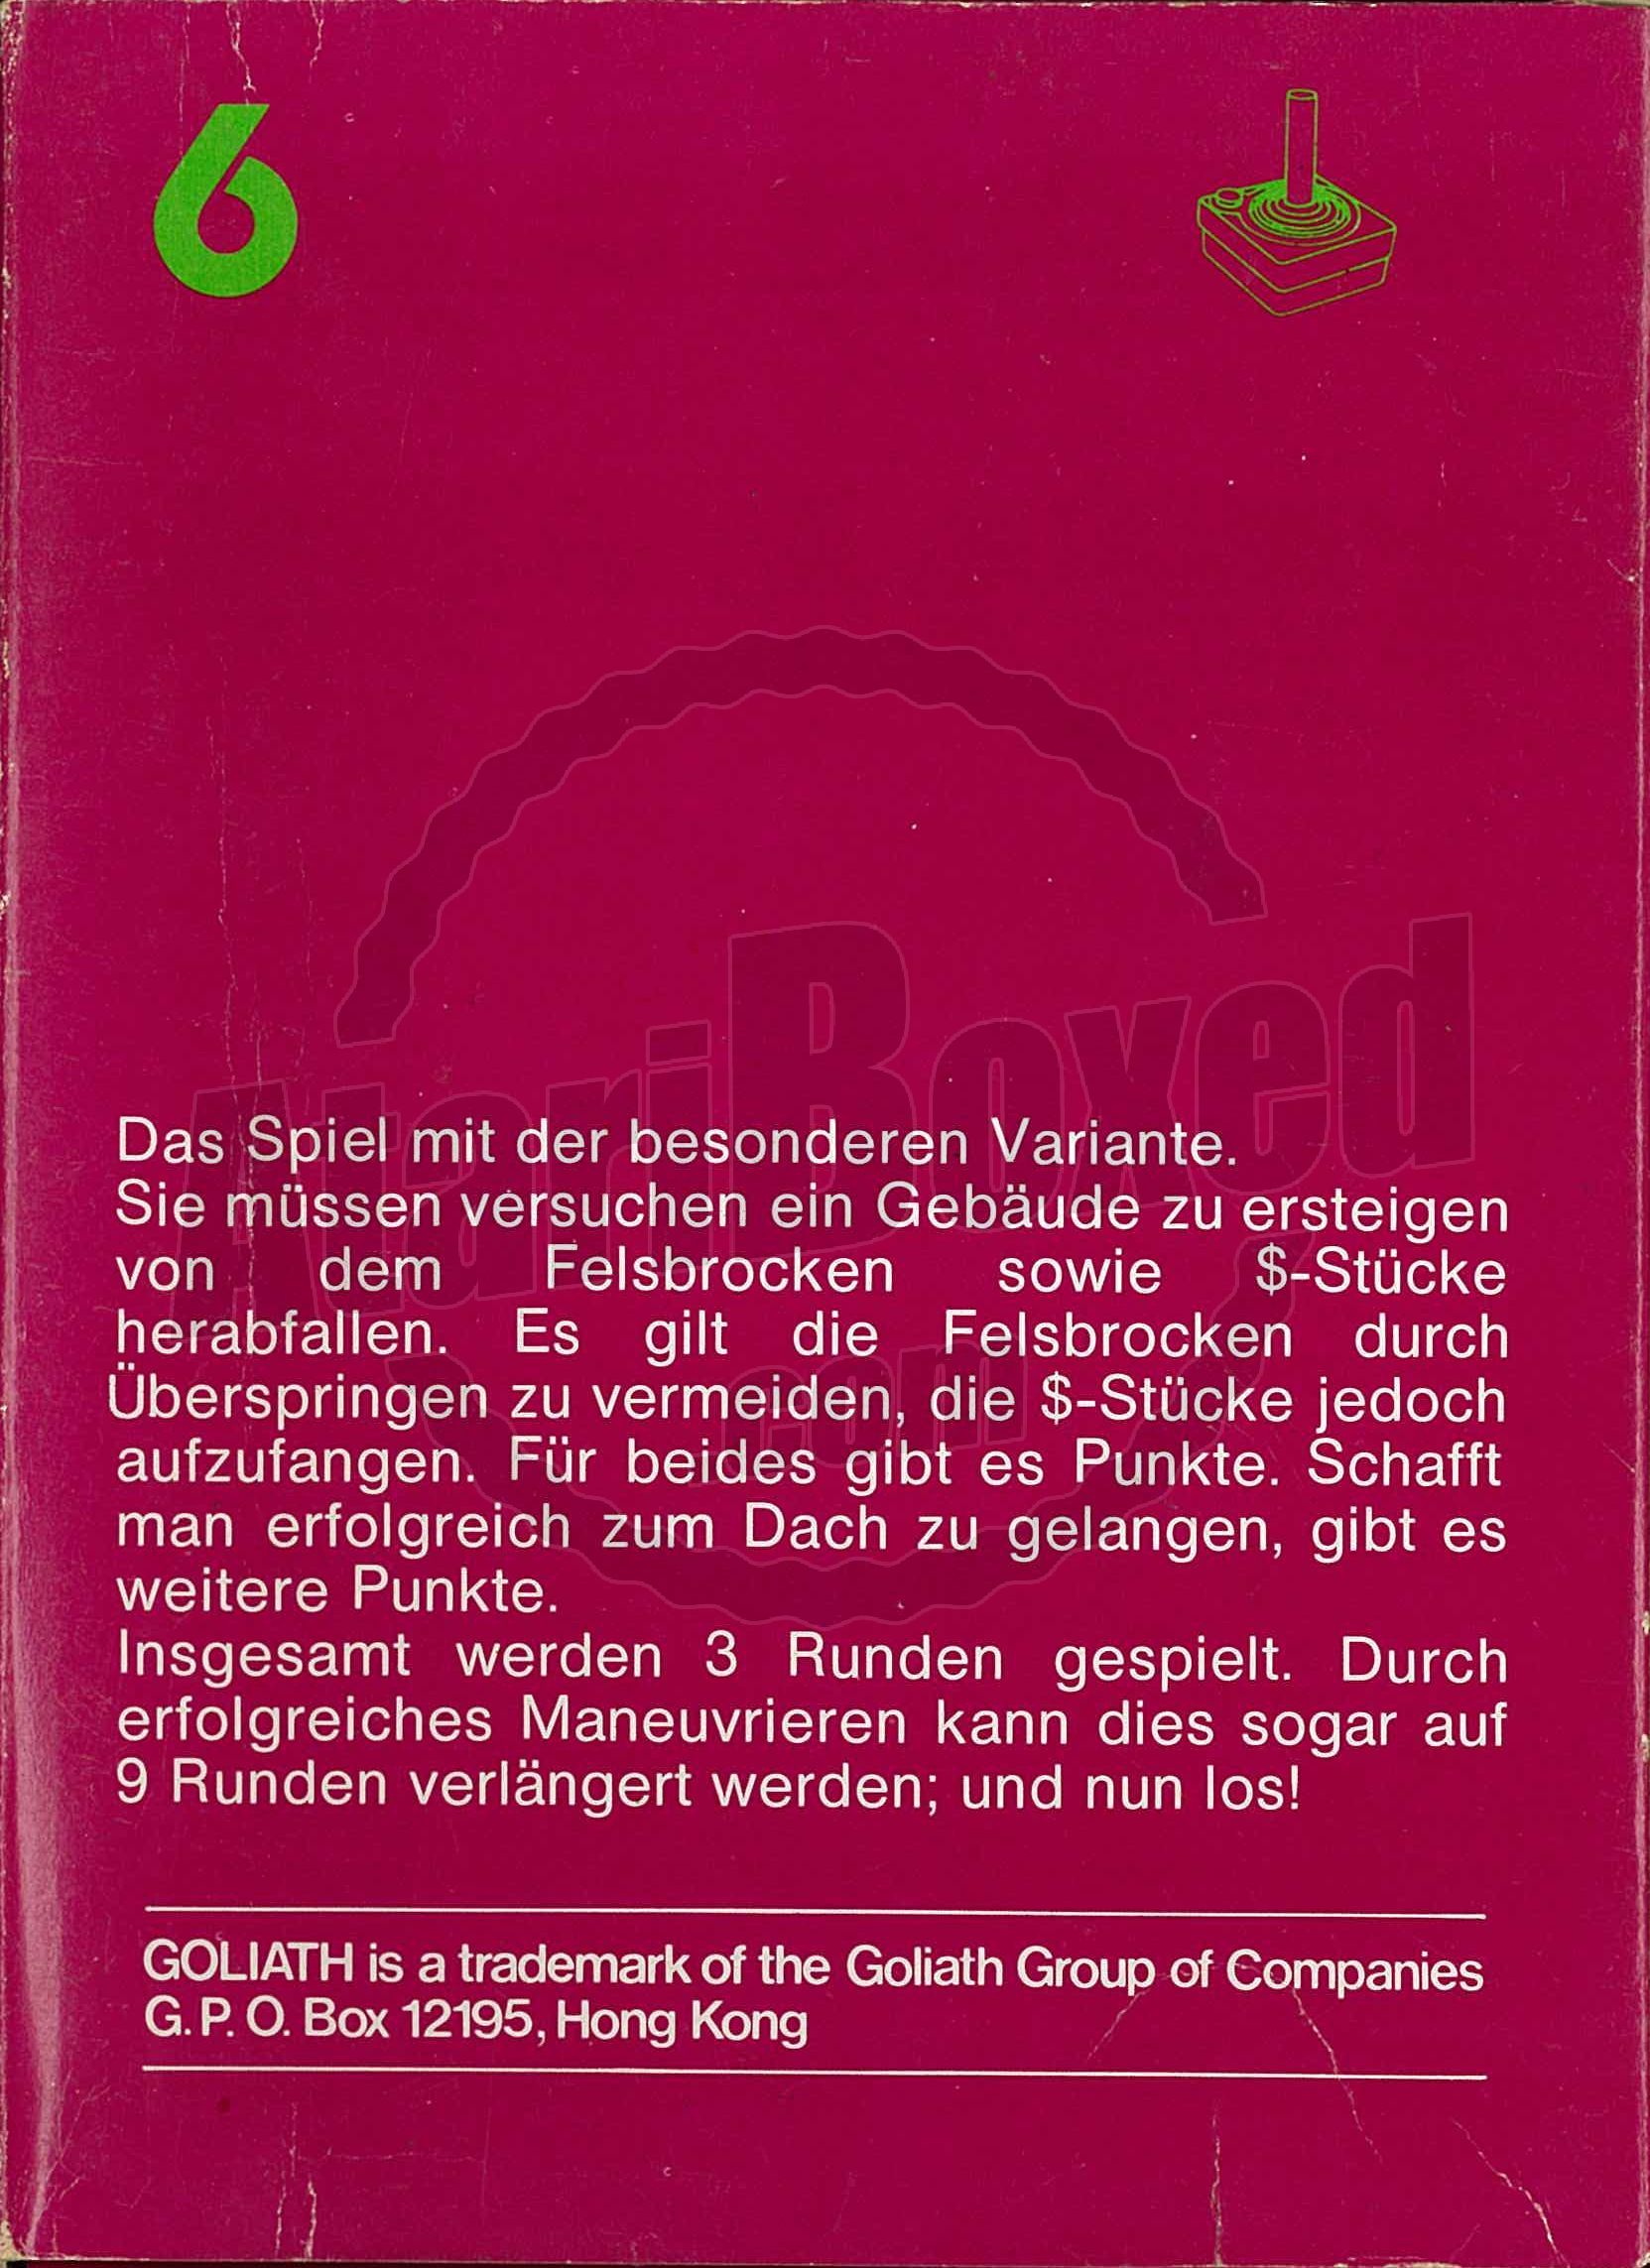 6
Das Spiel mit der besonderen Variante.
Sie müssen versuchen ein Gebäude zu ersteigen
von dem Felsbrocken sowie $-Stücke
herabfallen. Es gilt die Felsbrocken durch
Überspringen zu vermeiden, die $-Stücke jedoch
aufzufangen. Für beides gibt es Punkte. Schafft
man erfolgreich zum Dach zu gelangen, gibt es
weitere Punkte.
Insgesamt werden 3 Runden gespielt. Durch
erfolgreiches Maneuvrieren kann dies sogar auf
9 Runden verlängert werden; und nun los!
GOLIATH is a trademark of the Goliath Group of Companies
G. P. O. Box 12195, Hong Kong
AtariBoxed
.com